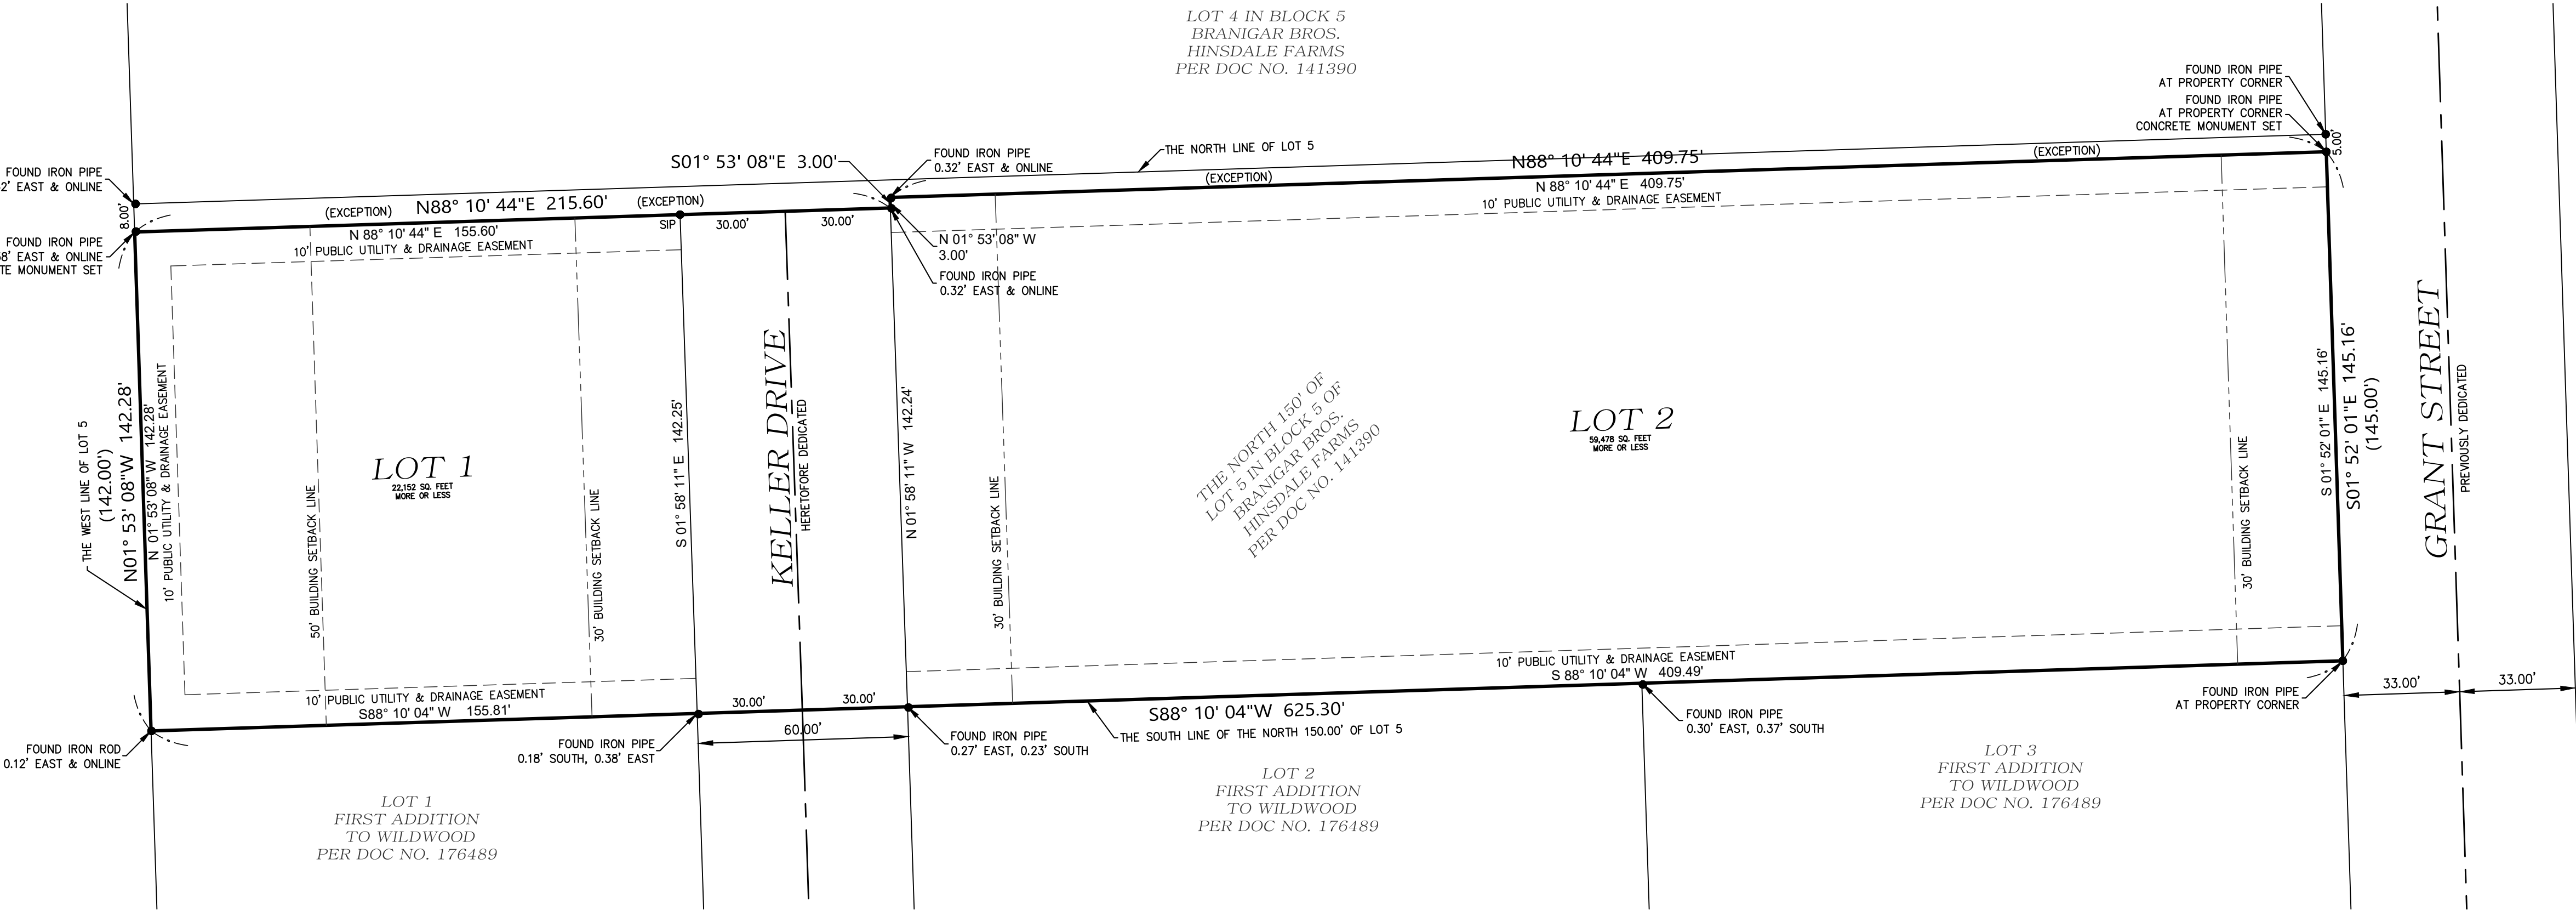 LOT 4 IN BLOCK 5
BRANIGAR BROS.
HINSDALE FARMS
PER DOC NO. 141390
FOUND IRON PIPE
AT PROPERTY CORNER
FOUND IRON PIPE
AT PROPERTY CORNER
CONCRETE MONUMENT SET
5.00'
S01° 53' 08"E 3.00'
FOUND IRON PIPE
0.32' EAST & ONLINE
THE NORTH LINE OF LOT 5
N88° 10' 44"E 409.75'
(EXCEPTION)
(EXCEPTION)
N 88° 10' 44" E 409.75'
10' PUBLIC UTILITY & DRAINAGE EASEMENT
FOUND IRON PIPE
2' EAST & ONLINE
8.00'
FOUND IRON PIPE
8' EAST & ONLINE
TE MONUMENT SET
(EXCEPTION)
N88° 10' 44"E 215.60'
(EXCEPTION)
N 88° 10' 44" E 155.60'
10' PUBLIC UTILITY & DRAINAGE EASEMENT
SIP
30.00'
30.00'
N 01° 53' 08" W
3.00'
FOUND IRON PIPE
0.32' EAST & ONLINE
THE WEST LINE OF LOT 5
(142.00')
N01° 53' 08"W 142.28'
N 01° 53' 08" W 142.28'
10' PUBLIC UTILITY & DRAINAGE EASEMENT
50' BUILDING SETBACK LINE
LOT 1
22,152 SQ. FEET
MORE OR LESS
30' BUILDING SETBACK LINE
S 01° 58' 11" E 142.25'
KELLER DRIVE
HERETOFORE DEDICATED
N 01° 58' 11" W 142.24'
30' BUILDING SETBACK LINE
THE NORTH 150' OF
LOT 5 IN BLOCK 5 OF
BRANIGAR BROS.
HINSDALE FARMS
PER DOC NO. 141390
LOT 2
59,478 SQ. FEET
MORE OR LESS
30' BUILDING SETBACK LINE
S 01° 52' 01" E 145.16'
S01° 52' 01"E 145.16'
(145.00')
GRANT STREET
PREVIOUSLY DEDICATED
10' PUBLIC UTILITY & DRAINAGE EASEMENT
S88° 10' 04" W 155.81'
30.00'
30.00'
60.00'
10' PUBLIC UTILITY & DRAINAGE EASEMENT
S 88° 10' 04" W 409.49'
S88° 10' 04"W 625.30'
THE SOUTH LINE OF THE NORTH 150.00' OF LOT 5
FOUND IRON ROD
0.12' EAST & ONLINE
FOUND IRON PIPE
0.18' SOUTH, 0.38' EAST
FOUND IRON PIPE
0.27' EAST, 0.23' SOUTH
FOUND IRON PIPE
0.30' EAST, 0.37' SOUTH
FOUND IRON PIPE
AT PROPERTY CORNER
33.00'
33.00'
LOT 1
FIRST ADDITION
TO WILDWOOD
PER DOC NO. 176489
LOT 2
FIRST ADDITION
TO WILDWOOD
PER DOC NO. 176489
LOT 3
FIRST ADDITION
TO WILDWOOD
PER DOC NO. 176489